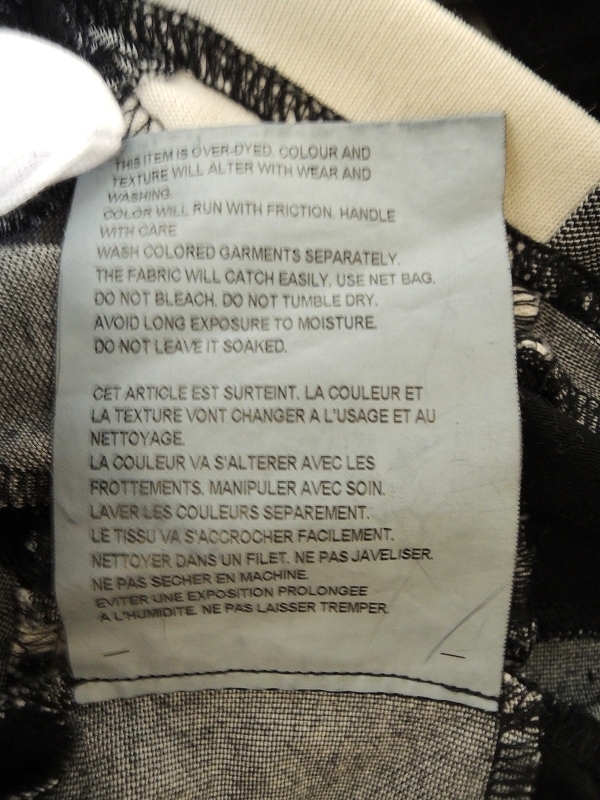 THIS ITEM IS OVER-DYED. COLOUR AND
TEXTURE WILL ALTER WITH WEAR AND
WASHING.
COLOR WILL RUN WITH FRICTION. HANDLE
WITH CARE
WASH COLORED GARMENTS SEPARATELY.
THE FABRIC WILL CATCH EASILY. USE NET BAG.
DO NOT BLEACH. DO NOT TUMBLE DRY.
AVOID LONG EXPOSURE TO MOISTURE.
DO NOT LEAVE IT SOAKED.
CET ARTICLE EST SURTEINT. LA COULEUR ET
LA TEXTURE VONT CHANGER A L'USAGE ET AU
NETTOYAGE.
LA COULEUR VA S'ALTERER AVEC LES
FROTTEMENTS. MANIPULER AVEC SOIN.
LAVER LES COULEURS SEPAREMENT.
LE TISSU VA S'ACCROCHER FACILEMENT.
NETTOYER DANS UN FILET. NE PAS JAVELISER.
NE PAS SECHER EN MACHINE.
EVITER UNE EXPOSITION PROLONGEE
A L'HUMIDITE. NE PAS LAISSER TREMPER.